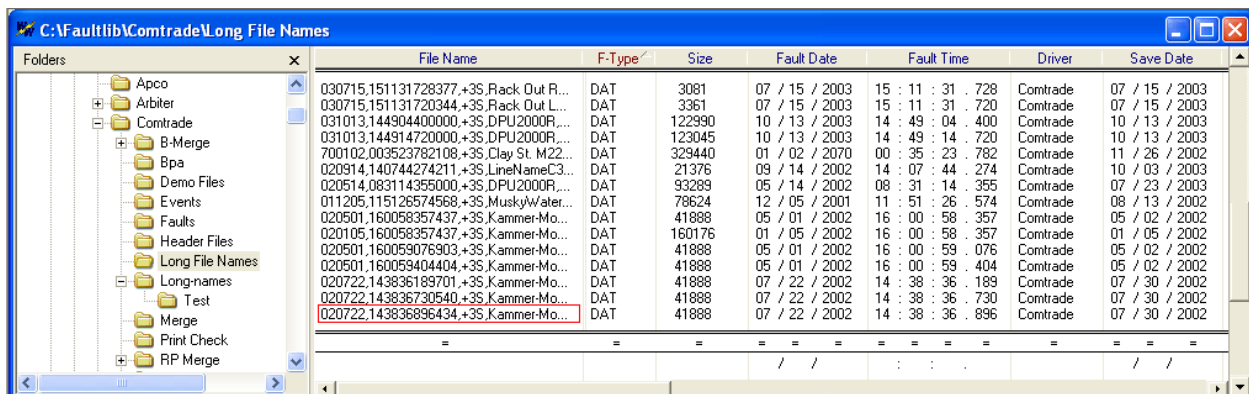 C:\Faultlib\Comtrade\Long File Names
Folders x
Apco
Arbiter
Comtrade
B-Merge
Bpa
Demo Files
Events
Faults
Header Files
Long File Names
Long-names
Test
Merge
Print Check
RP Merge
File Name F-Type Size Fault Date Fault Time Driver Save Date
030715,151131728377,+3S,Rack Out R... DAT 3081 07 / 15 / 2003 15 : 11 : 31 . 728 Comtrade 07 / 15 / 2003
030715,151131720344,+3S,Rack Out L... DAT 3361 07 / 15 / 2003 15 : 11 : 31 . 720 Comtrade 07 / 15 / 2003
031013,144904400000,+3S,DPU2000R,... DAT 122990 10 / 13 / 2003 14 : 49 : 04 . 400 Comtrade 10 / 13 / 2003
031013,144914720000,+3S,DPU2000R,... DAT 123045 10 / 13 / 2003 14 : 49 : 14 . 720 Comtrade 10 / 13 / 2003
700102,003523782108,+3S,Clay St. M22... DAT 329440 01 / 02 / 2070 00 : 35 : 23 . 782 Comtrade 11 / 26 / 2002
020914,140744274211,+3S,LineNameC3... DAT 21376 09 / 14 / 2002 14 : 07 : 44 . 274 Comtrade 10 / 03 / 2003
020514,083114355000,+3S,DPU2000R,... DAT 93289 05 / 14 / 2002 08 : 31 : 14 . 355 Comtrade 07 / 23 / 2003
011205,115126574568,+3S,MuskyWater... DAT 78624 12 / 05 / 2001 11 : 51 : 26 . 574 Comtrade 08 / 13 / 2002
020501,160058357437,+3S,Kammer-Mo... DAT 41888 05 / 01 / 2002 16 : 00 : 58 . 357 Comtrade 05 / 02 / 2002
020105,160058357437,+3S,Kammer-Mo... DAT 160176 01 / 05 / 2002 16 : 00 : 58 . 357 Comtrade 01 / 05 / 2002
020501,160059076903,+3S,Kammer-Mo... DAT 41888 05 / 01 / 2002 16 : 00 : 59 . 076 Comtrade 05 / 02 / 2002
020501,160059404404,+3S,Kammer-Mo... DAT 41888 05 / 01 / 2002 16 : 00 : 59 . 404 Comtrade 05 / 02 / 2002
020722,143836189701,+3S,Kammer-Mo... DAT 41888 07 / 22 / 2002 14 : 38 : 36 . 189 Comtrade 07 / 30 / 2002
020722,143836730540,+3S,Kammer-Mo... DAT 41888 07 / 22 / 2002 14 : 38 : 36 . 730 Comtrade 07 / 30 / 2002
020722,143836896434,+3S,Kammer-Mo... DAT 41888 07 / 22 / 2002 14 : 38 : 36 . 896 Comtrade 07 / 30 / 2002
= = = = = = = = = = = = = =
/ / : : . / /